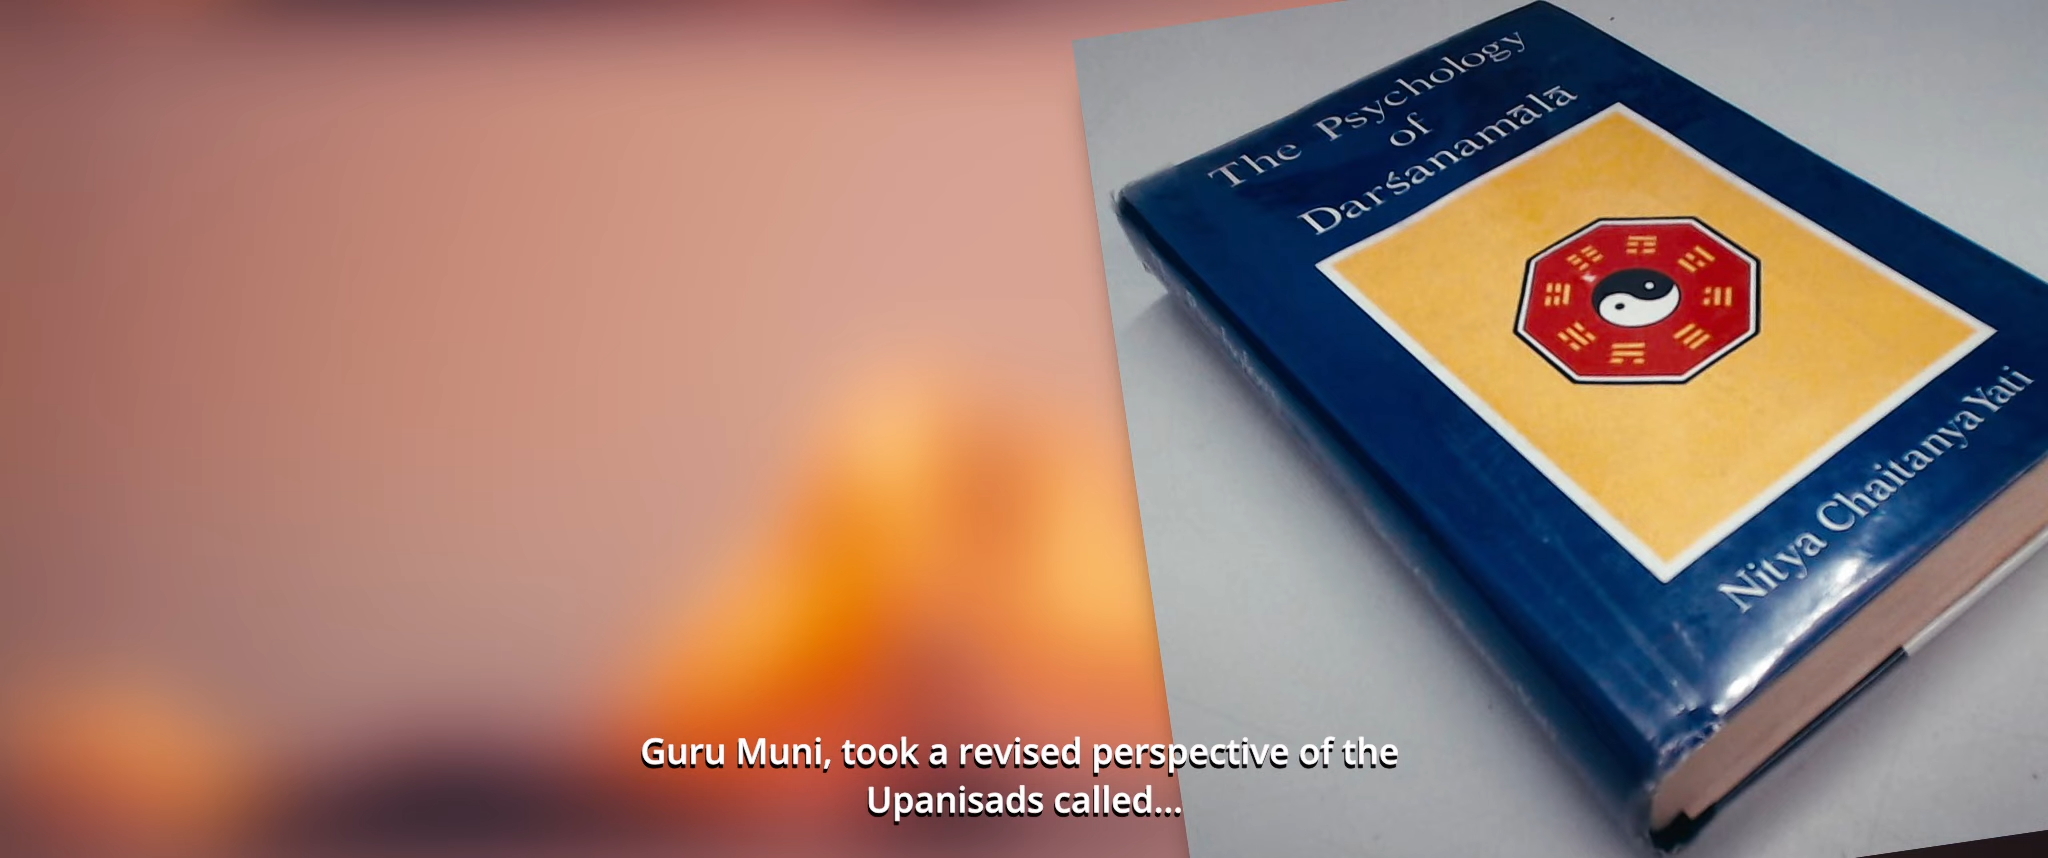 The Psychology
of
Darśanamālā
Nitya Chaitanya Yati
Guru Muni, took a revised perspective of the
Upanisads called...